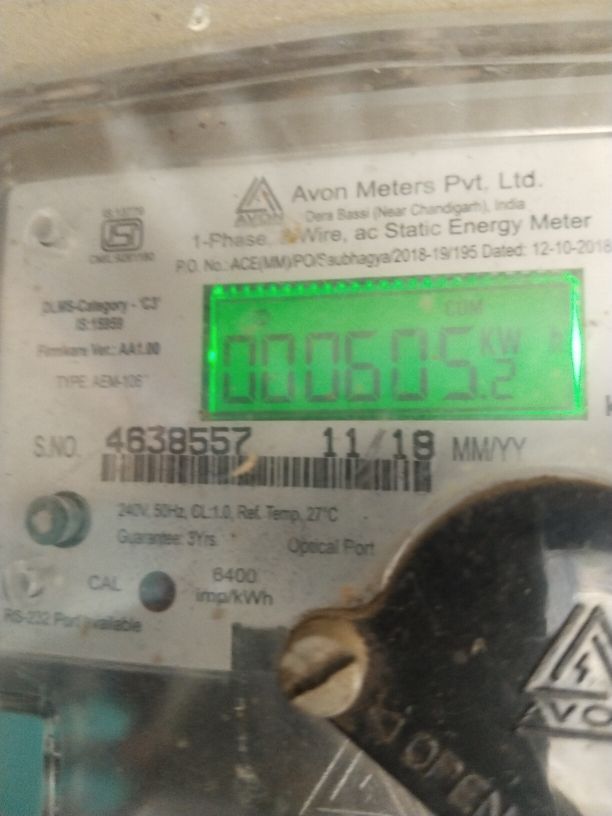 Avon Meters Pvt. Ltd.
AVON
Dera Bassi (Near Chandigarh), India
1-Phase, Wire, ac Static Energy Meter
P.O. No.:ACE(MM)/PO/Saubhagya/2018-19/195 Dated: 12-10-2018
DLMS-Category - 'C3'
IS:15959
Firmware Ver.: AA1.00
TYPE: AEM-106
COM
000605.2 KW h
S.NO. 4638557 11/18 MM/YY
240V, 50Hz, CL:1.0, Ref. Temp. 27°C
Guarantee: 5Yrs.
Optical Port
CAL
6400
imp/kWh
RS-232 Port available
AVO
OPEN